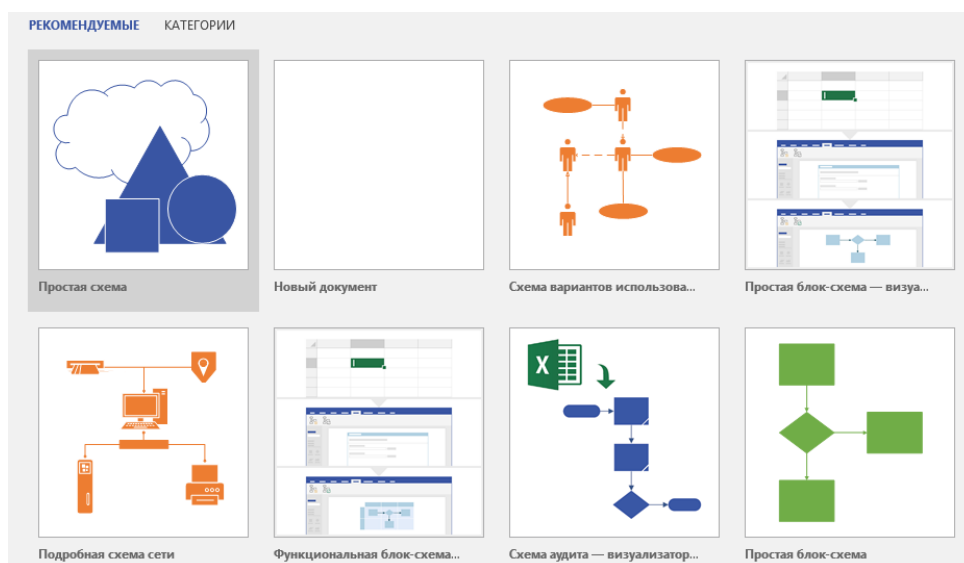 РЕКОМЕНДУЕМЫЕ КАТЕГОРИИ
Простая схема
Новый документ
Схема вариантов использова...
Простая блок-схема — визуа...
X
Подробная схема сети
Функциональная блок-схема...
Схема аудита — визуализатор...
Простая блок-схема